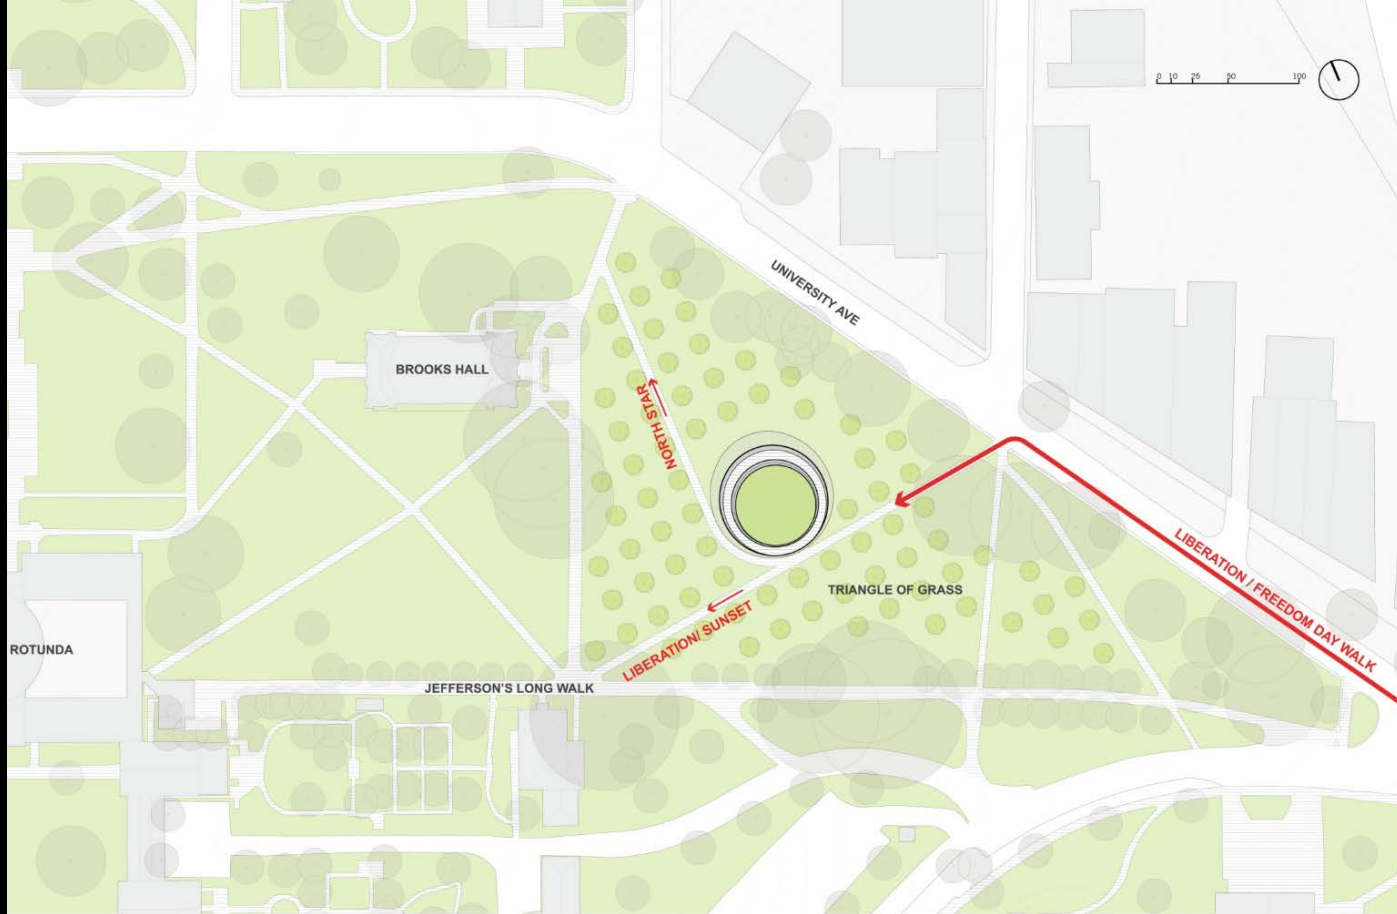 0 10 25 50 100
UNIVERSITY AVE
BROOKS HALL
NORTH STAR
LIBERATION / FREEDOM DAY WALK
TRIANGLE OF GRASS
LIBERATION/ SUNSET
ROTUNDA
JEFFERSON'S LONG WALK